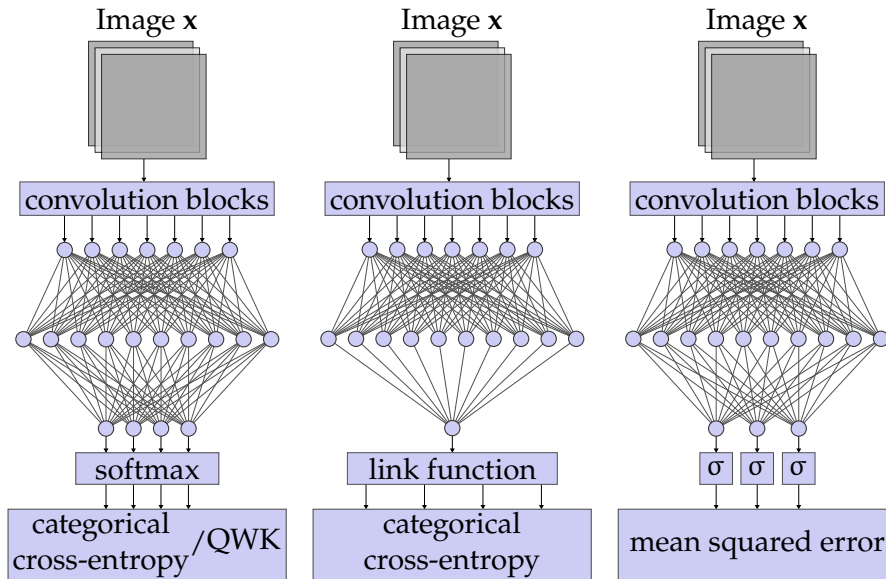 Image x
convolution blocks
softmax
categorical
cross-entropy
/QWK
Image x
convolution blocks
link function
categorical
cross-entropy
Image x
convolution blocks
σ σ σ
mean squared error